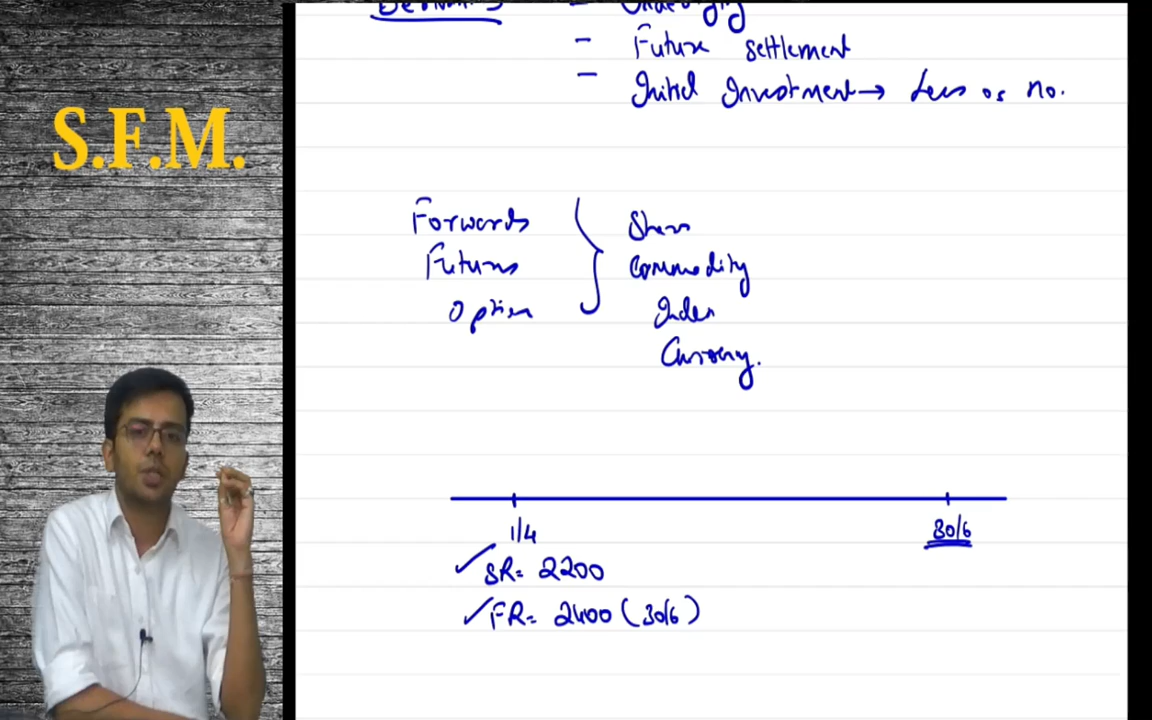 S.F.M.
- Future settlement
- Initial Investment → Less or no.
Forwards
Futures
Option
Shares
Commodity
Index
Currency.
1/4
30/6
✓ SR= 2200
✓ FR= 2400 (30/6)